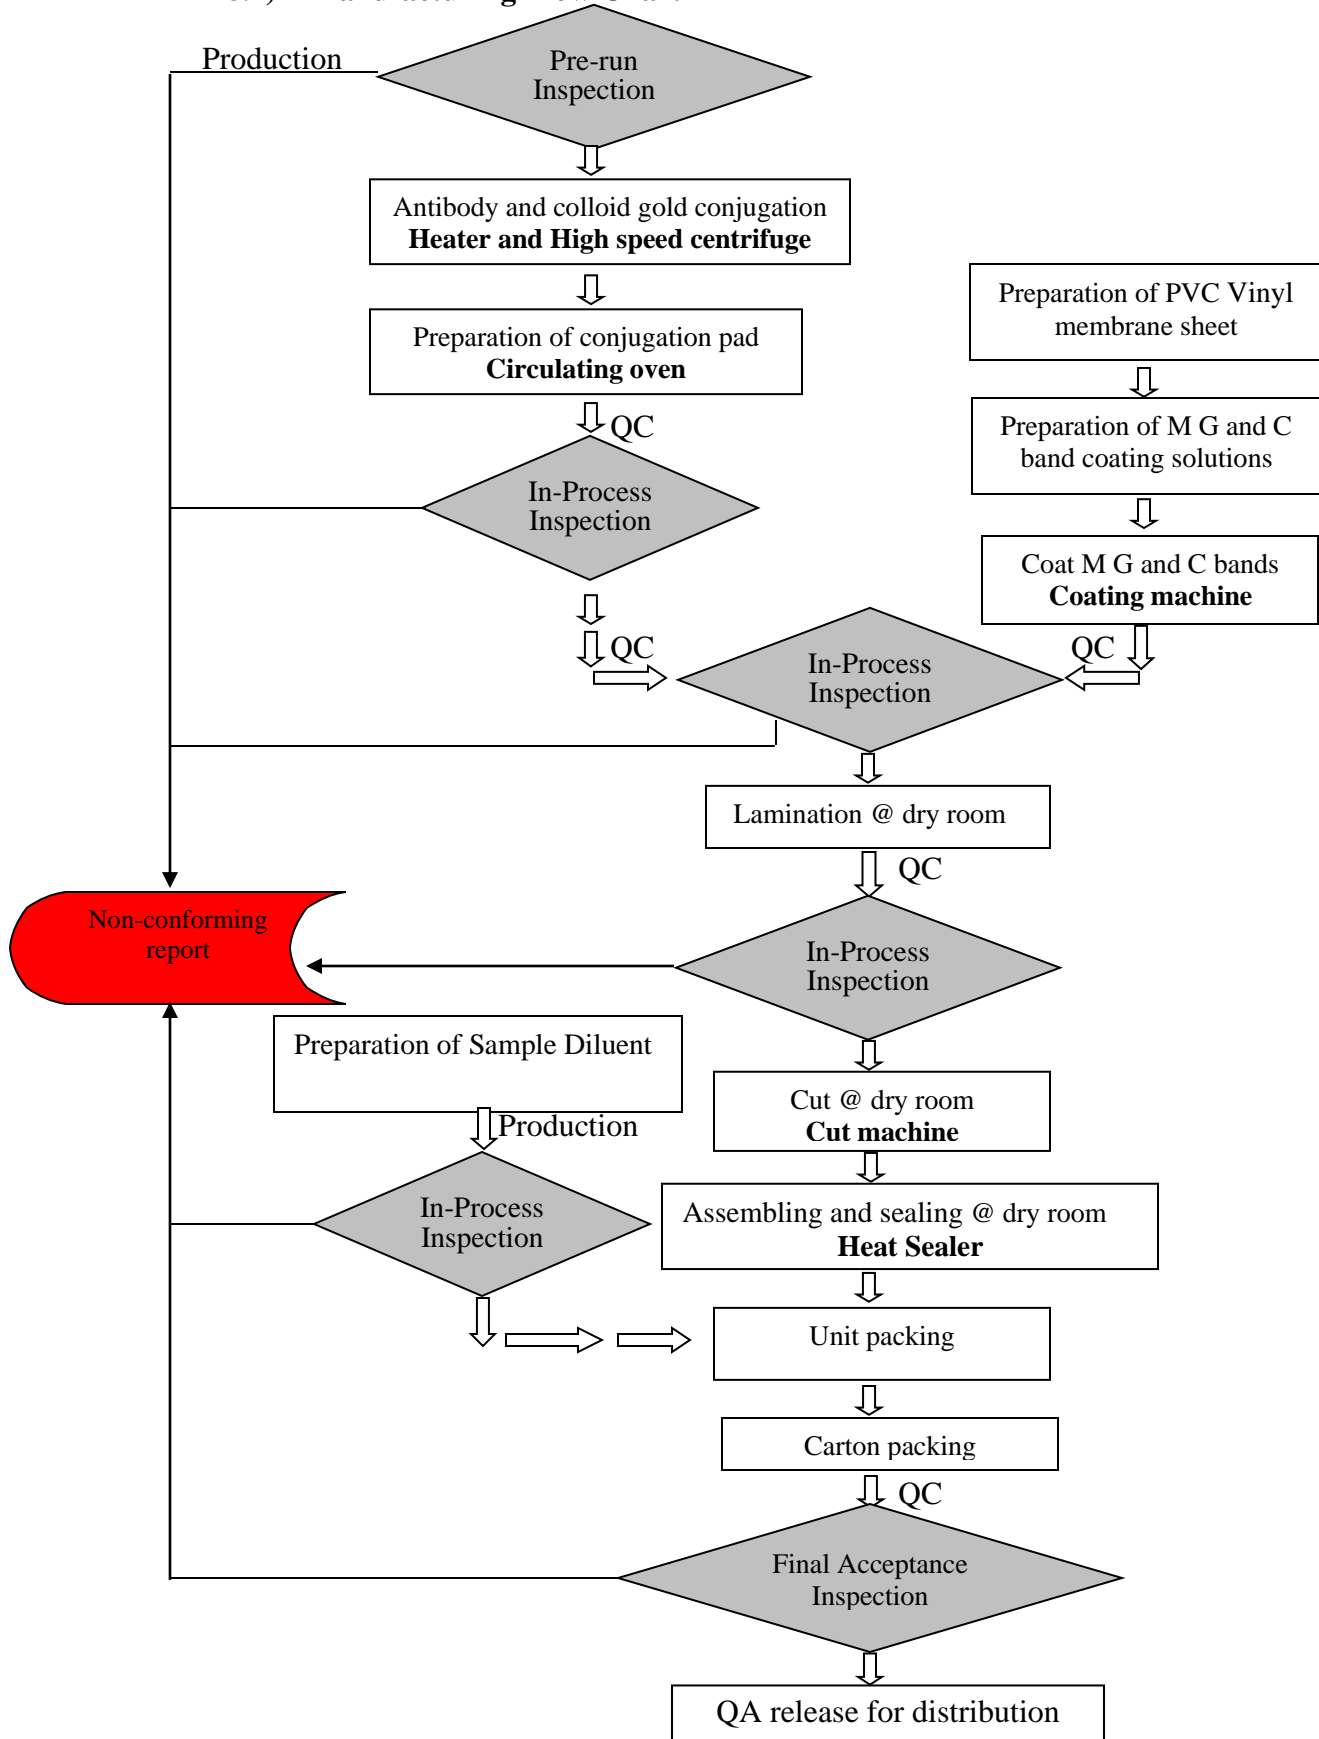 Manufacturing Flow Chart
Production
Pre-run
Inspection
Antibody and colloid gold conjugation
Heater and High speed centrifuge
Preparation of PVC Vinyl
membrane sheet
Preparation of conjugation pad
Circulating oven
QC
Preparation of M G and C
band coating solutions
In-Process
Inspection
Coat M G and C bands
Coating machine
QC
In-Process
Inspection
QC
Lamination @ dry room
QC
Non-conforming
report
In-Process
Inspection
Preparation of Sample Diluent
Production
Cut @ dry room
Cut machine
In-Process
Inspection
Assembling and sealing @ dry room
Heat Sealer
Unit packing
Carton packing
QC
Final Acceptance
Inspection
QA release for distribution